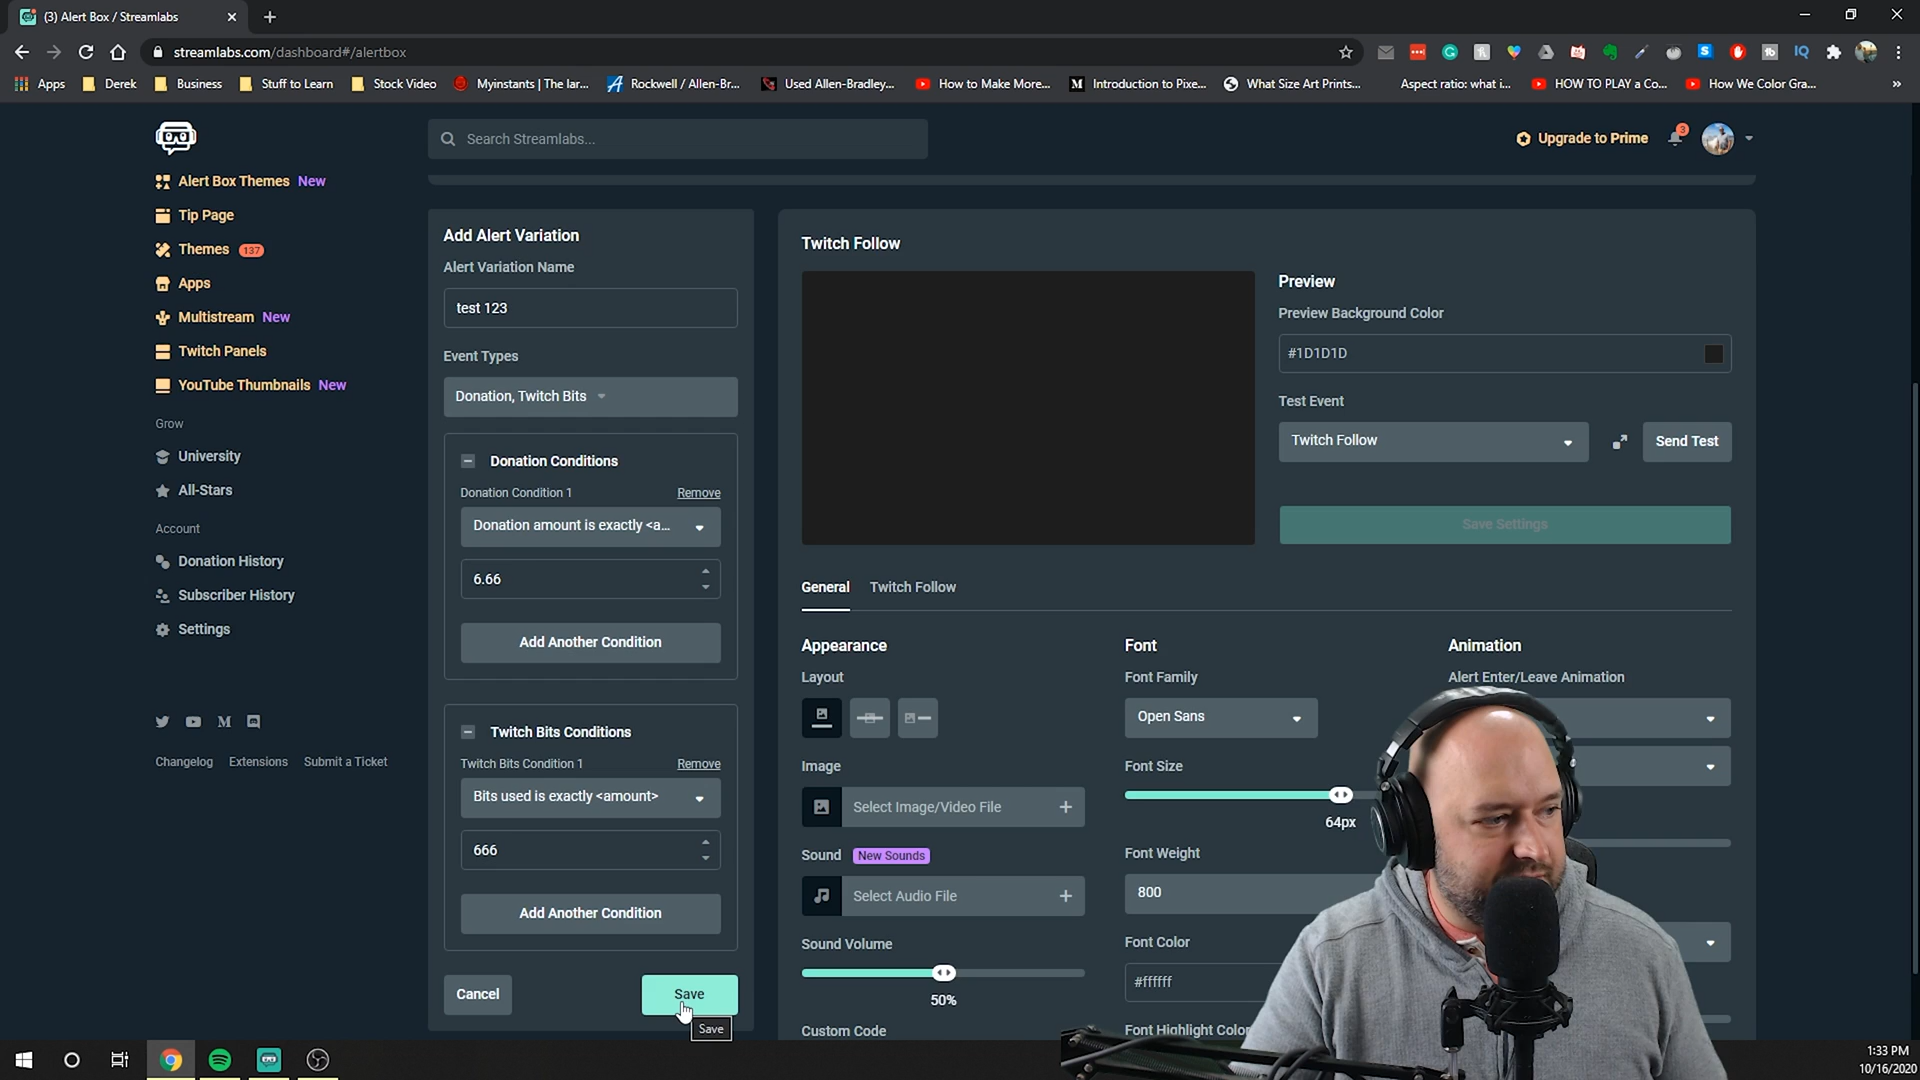 (3) Alert Box / Streamlabs
streamlabs.com/dashboard#/alertbox
Apps
Derek
Business
Stuff to Learn
Stock Video
Myinstants | The lar...
Rockwell / Allen-Br...
Used Allen-Bradley...
How to Make More...
Introduction to Pixe...
What Size Art Prints...
Aspect ratio: what i...
HOW TO PLAY a Co...
How We Color Gra...
»
Search Streamlabs...
Upgrade to Prime
3
Alert Box Themes New
Tip Page
Themes 137
Apps
Multistream New
Twitch Panels
YouTube Thumbnails New
Grow
University
All-Stars
Account
Donation History
Subscriber History
Settings
Changelog Extensions Submit a Ticket
Add Alert Variation
Alert Variation Name
test 123
Event Types
Donation, Twitch Bits
Donation Conditions
Donation Condition 1 Remove
Donation amount is exactly <a...
6.66
Add Another Condition
Twitch Bits Conditions
Twitch Bits Condition 1 Remove
Bits used is exactly <amount>
666
Add Another Condition
Cancel
Save
Save
Twitch Follow
Preview
Preview Background Color
#1D1D1D
Test Event
Twitch Follow
Send Test
Save Settings
General Twitch Follow
Appearance
Layout
Image
Select Image/Video File +
Sound New Sounds
Select Audio File +
Sound Volume
50%
Custom Code
Font
Font Family
Open Sans
Font Size
64px
Font Weight
800
Font Color
#ffffff
Font Highlight Color
Animation
Alert Enter/Leave Animation
1:33 PM
10/16/2020